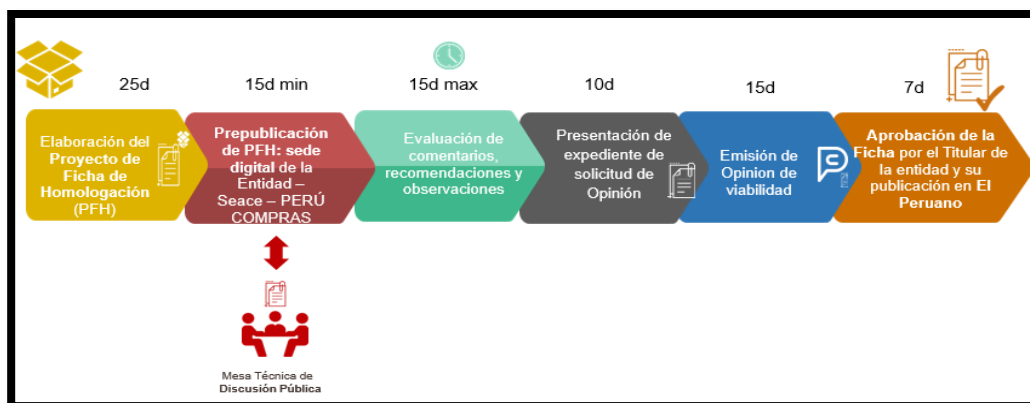 25d
15d min
15d max
10d
15d
7d
Elaboración del
Proyecto de
Ficha de
Homologación
(PFH)
Prepublicación
de PFH: sede
digital de la
Entidad –
Seace – PERÚ
COMPRAS
Evaluación de
comentarios,
recomendaciones y
observaciones
Presentación de
expediente de
solicitud de
Opinión
Emisión de
Opinion de
viabilidad
Aprobación de la
Ficha por el Titular de
la entidad y su
publicación en El
Peruano
Mesa Técnica de
Discusión Pública